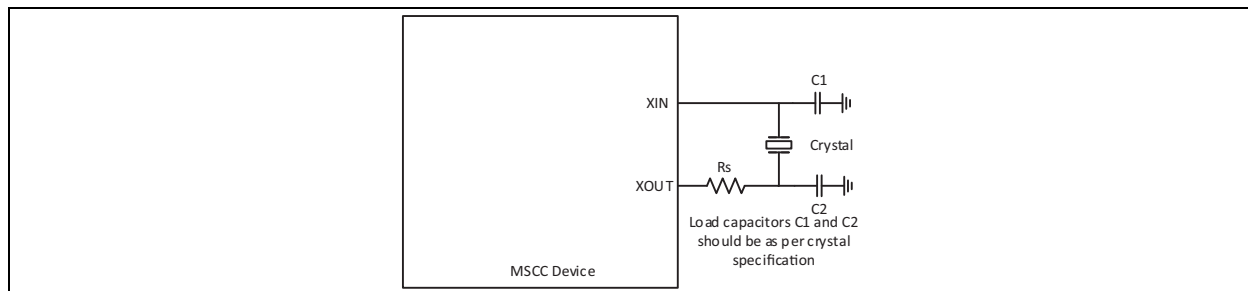 C1
XIN
Crystal
Rs
XOUT
C2
Load capacitors C1 and C2
should be as per crystal
specification
MSCC Device